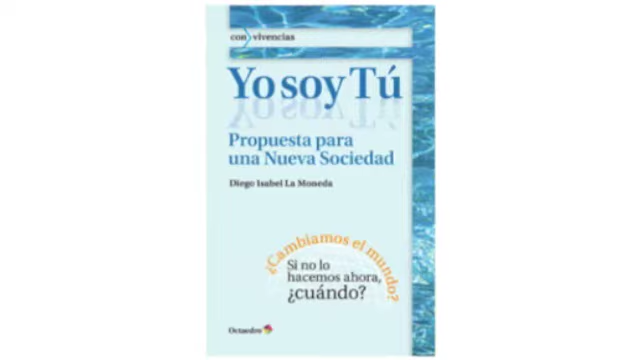 con vivencias
Yo soy Tú
Propuesta para
una Nueva Sociedad
Diego Isabel La Moneda
¿Cambiamos el mundo?
Si no lo
hacemos ahora,
¿cuándo?
Octaedro